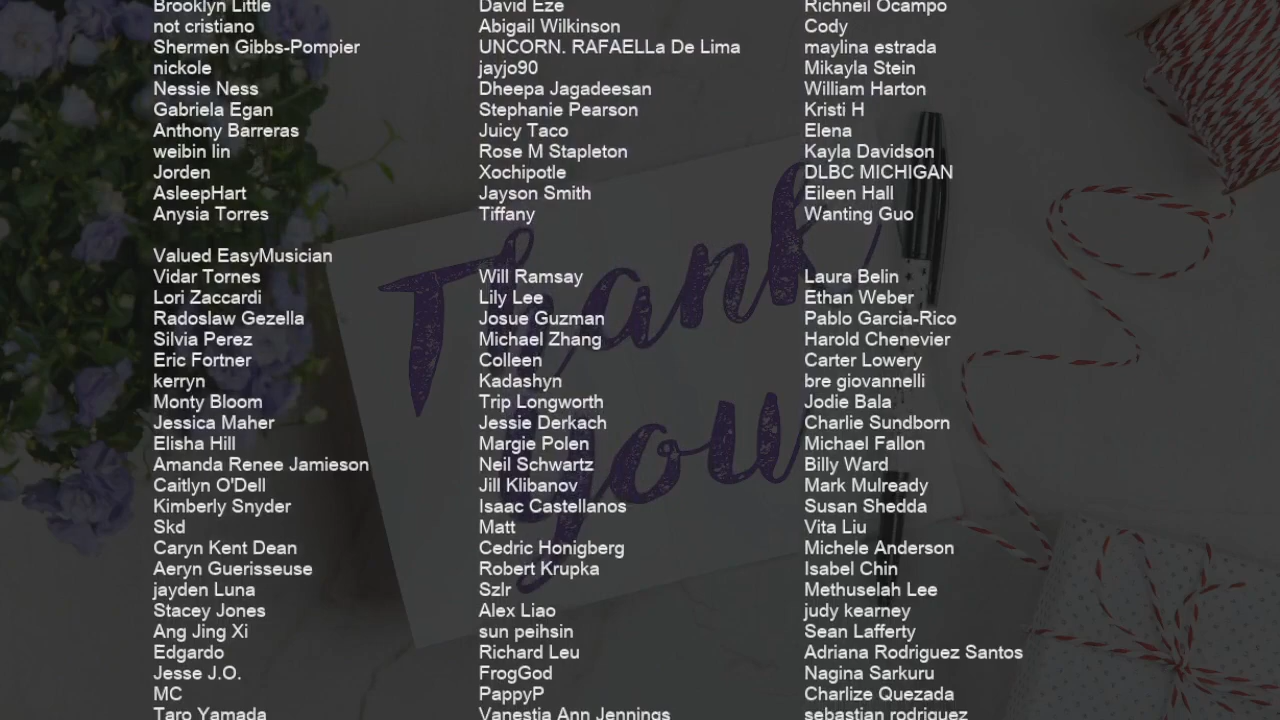 Brooklyn Little
David Eze
Richneil Ocampo
not cristiano
Abigail Wilkinson
Cody
Shermen Gibbs-Pompier
UNCORN. RAFAELLa De Lima
maylina estrada
nickole
jayjo90
Mikayla Stein
Nessie Ness
Dheepa Jagadeesan
William Harton
Gabriela Egan
Stephanie Pearson
Kristi H
Anthony Barreras
Juicy Taco
Elena
weibin lin
Rose M Stapleton
Kayla Davidson
Jorden
Xochipotle
DLBC MICHIGAN
AsleepHart
Jayson Smith
Eileen Hall
Anysia Torres
Tiffany
Wanting Guo
Valued EasyMusician
Vidar Tornes
Will Ramsay
Laura Belin
Lori Zaccardi
Lily Lee
Ethan Weber
Radoslaw Gezella
Josue Guzman
Pablo Garcia-Rico
Silvia Perez
Michael Zhang
Harold Chenevier
Eric Fortner
Colleen
Carter Lowery
kerryn
Kadashyn
bre giovannelli
Monty Bloom
Trip Longworth
Jodie Bala
Jessica Maher
Jessie Derkach
Charlie Sundborn
Elisha Hill
Margie Polen
Michael Fallon
Amanda Renee Jamieson
Neil Schwartz
Billy Ward
Caitlyn O'Dell
Jill Klibanov
Mark Mulready
Kimberly Snyder
Isaac Castellanos
Susan Shedda
Skd
Matt
Vita Liu
Caryn Kent Dean
Cedric Honigberg
Michele Anderson
Aeryn Guerisseuse
Robert Krupka
Isabel Chin
jayden Luna
Szlr
Methuselah Lee
Stacey Jones
Alex Liao
judy kearney
Ang Jing Xi
sun peihsin
Sean Lafferty
Edgardo
Richard Leu
Adriana Rodriguez Santos
Jesse J.O.
FrogGod
Nagina Sarkuru
MC
PappyP
Charlize Quezada
Taro Yamada
Vanestia Ann Jennings
sebastian rodriguez
Thank
you